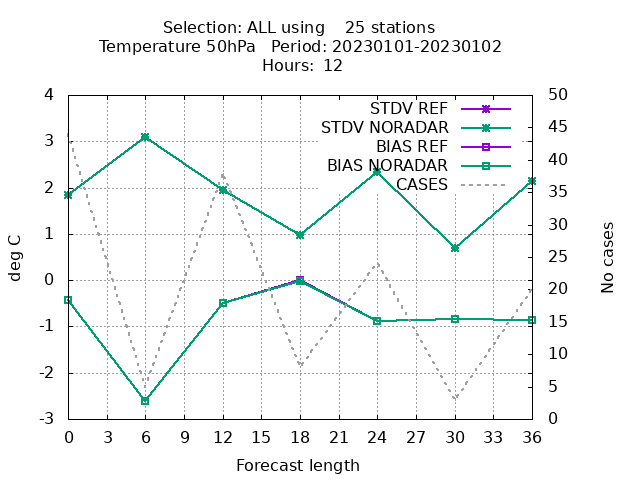 Selection: ALL using    25 stations
Temperature 50hPa   Period: 20230101-20230102
Hours:  12
STDV REF
STDV NORADAR
BIAS REF
BIAS NORADAR
CASES
4
3
2
1
0
-1
-2
-3
deg C
50
45
40
35
30
25
20
15
10
5
0
No cases
0 3 6 9 12 15 18 21 24 27 30 33 36
Forecast length